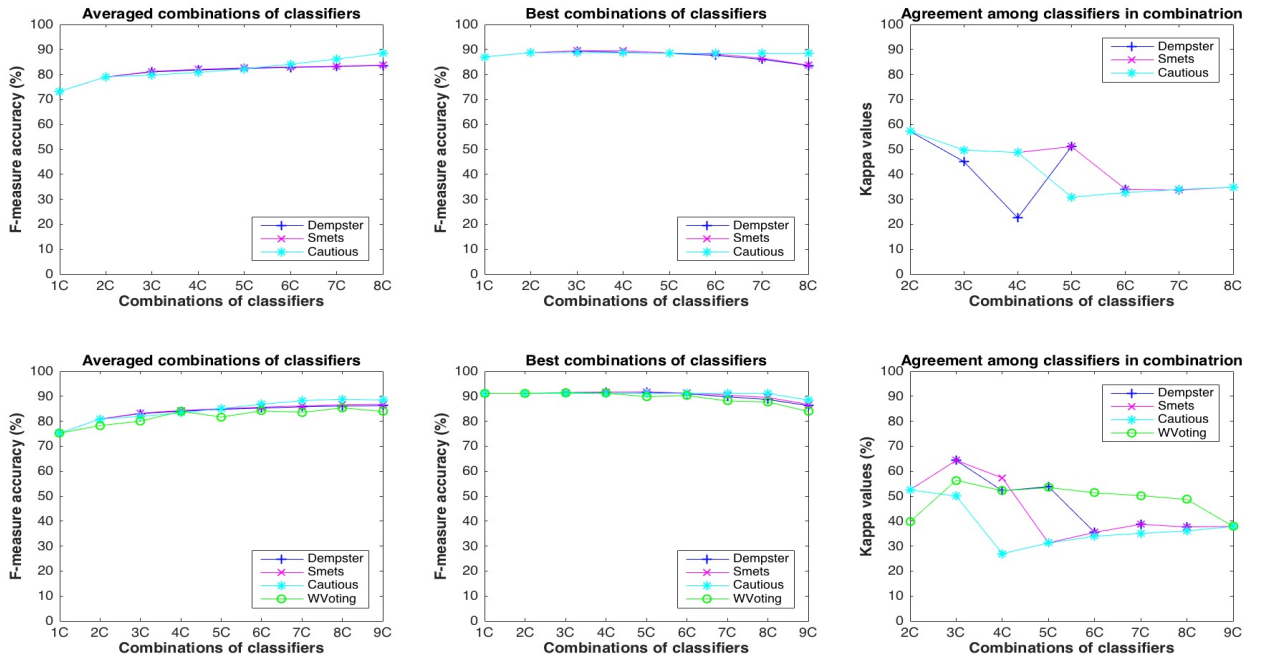 Averaged combinations of classifiers
F-measure accuracy (%)
100
90
80
70
60
50
40
30
20
10
0
Dempster
Smets
Cautious
1C 2C 3C 4C 5C 6C 7C 8C
Combinations of classifiers
Best combinations of classifiers
F-measure accuracy (%)
100
90
80
70
60
50
40
30
20
10
0
Dempster
Smets
Cautious
1C 2C 3C 4C 5C 6C 7C 8C
Combinations of classifiers
Agreement among classifiers in combinatrion
Kappa values
100
90
80
70
60
50
40
30
20
10
0
Dempster
Smets
Cautious
2C 3C 4C 5C 6C 7C 8C
Combinations of classifiers
Averaged combinations of classifiers
F-measure accuracy (%)
100
90
80
70
60
50
40
30
20
10
0
Dempster
Smets
Cautious
WVoting
1C 2C 3C 4C 5C 6C 7C 8C 9C
Combinations of classifiers
Best combinations of classifiers
F-measure accuracy (%)
100
90
80
70
60
50
40
30
20
10
0
Dempster
Smets
Cautious
WVoting
1C 2C 3C 4C 5C 6C 7C 8C 9C
Combinations of classifiers
Agreement among classifiers in combinatrion
Kappa values (%)
100
90
80
70
60
50
40
30
20
10
0
Dempster
Smets
Cautious
WVoting
2C 3C 4C 5C 6C 7C 8C 9C
Combinations of classifiers